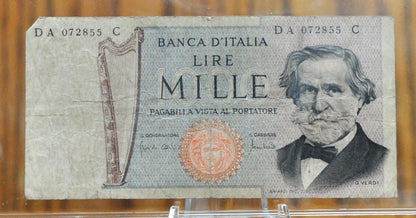 DA 072855 C
DA 072855 C
BANCA D'ITALIA
LIRE
MILLE
PAGABILI A VISTA AL PORTATORE
IL GOVERNATORE
IL CASSIERE
G. VERDI